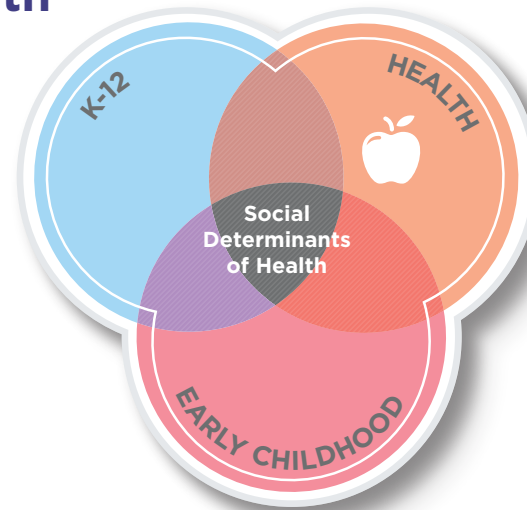 K-12
HEALTH
Social
Determinants
of Health
EARLY CHILDHOOD